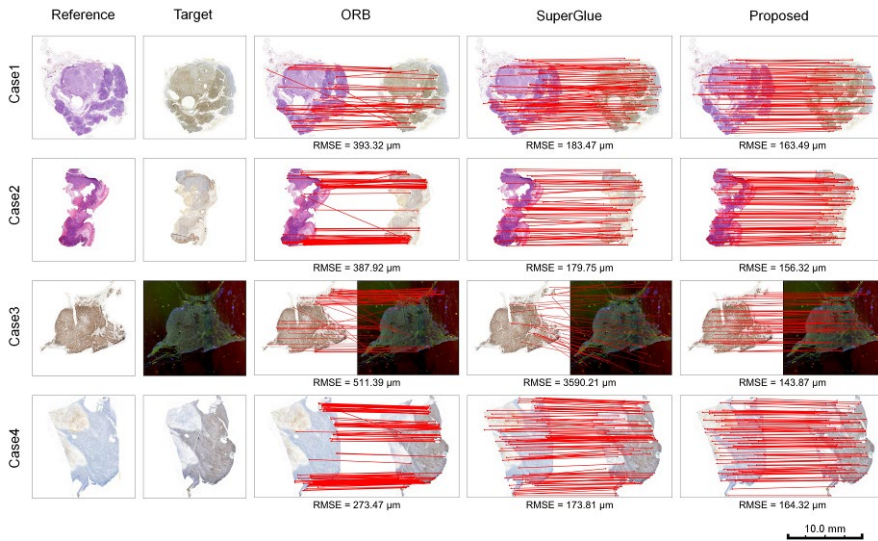 Reference Target ORB SuperGlue Proposed
Case1
RMSE = 393.32 µm RMSE = 183.47 µm RMSE = 163.49 µm
Case2
RMSE = 387.92 µm RMSE = 179.75 µm RMSE = 156.32 µm
Case3
RMSE = 511.39 µm RMSE = 3590.21 µm RMSE = 143.87 µm
Case4
RMSE = 273.47 µm RMSE = 173.81 µm RMSE = 164.32 µm
10.0 mm